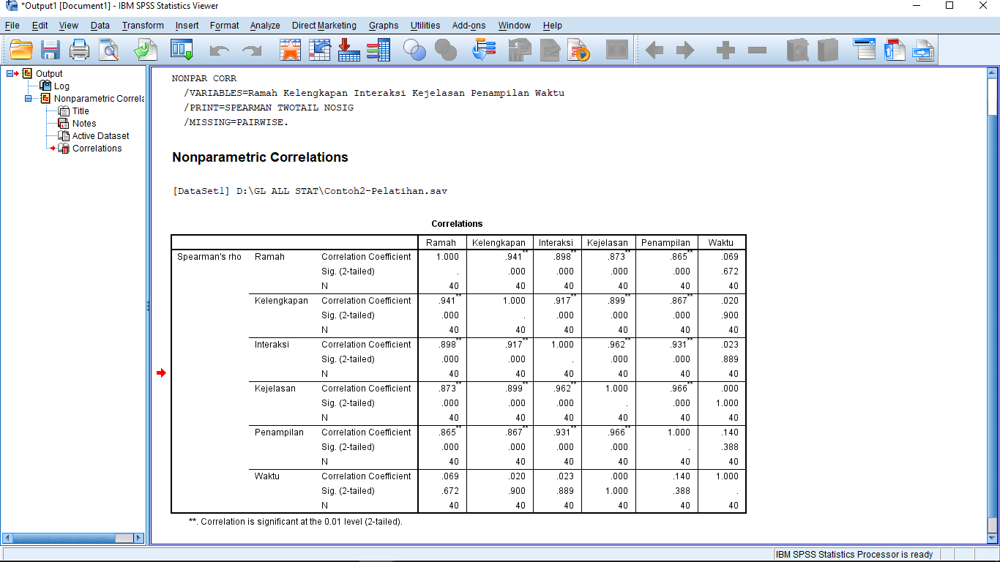 *Output1 [Document1] - IBM SPSS Statistics Viewer
File Edit View Data Transform Insert Format Analyze Direct Marketing Graphs Utilities Add-ons Window Help
Output
Log
Nonparametric Correla
Title
Notes
Active Dataset
Correlations
NONPAR CORR
/VARIABLES=Ramah Kelengkapan Interaksi Kejelasan Penampilan Waktu
/PRINT=SPEARMAN TWOTAIL NOSIG
/MISSING=PAIRWISE.
Nonparametric Correlations
[DataSet1] D:\GL ALL STAT\Contoh2-Pelatihan.sav
Correlations
Ramah Kelengkapan Interaksi Kejelasan Penampilan Waktu
Spearman's rho Ramah Correlation Coefficient 1.000 .941** .898** .873** .865** .069
Sig. (2-tailed) . .000 .000 .000 .000 .672
N 40 40 40 40 40 40
Kelengkapan Correlation Coefficient .941** 1.000 .917** .899** .867** .020
Sig. (2-tailed) .000 . .000 .000 .000 .900
N 40 40 40 40 40 40
Interaksi Correlation Coefficient .898** .917** 1.000 .962** .931** .023
Sig. (2-tailed) .000 .000 . .000 .000 .889
N 40 40 40 40 40 40
Kejelasan Correlation Coefficient .873** .899** .962** 1.000 .966** .000
Sig. (2-tailed) .000 .000 .000 . .000 1.000
N 40 40 40 40 40 40
Penampilan Correlation Coefficient .865** .867** .931** .966** 1.000 .140
Sig. (2-tailed) .000 .000 .000 .000 . .388
N 40 40 40 40 40 40
Waktu Correlation Coefficient .069 .020 .023 .000 .140 1.000
Sig. (2-tailed) .672 .900 .889 1.000 .388 .
N 40 40 40 40 40 40
**. Correlation is significant at the 0.01 level (2-tailed).
IBM SPSS Statistics Processor is ready